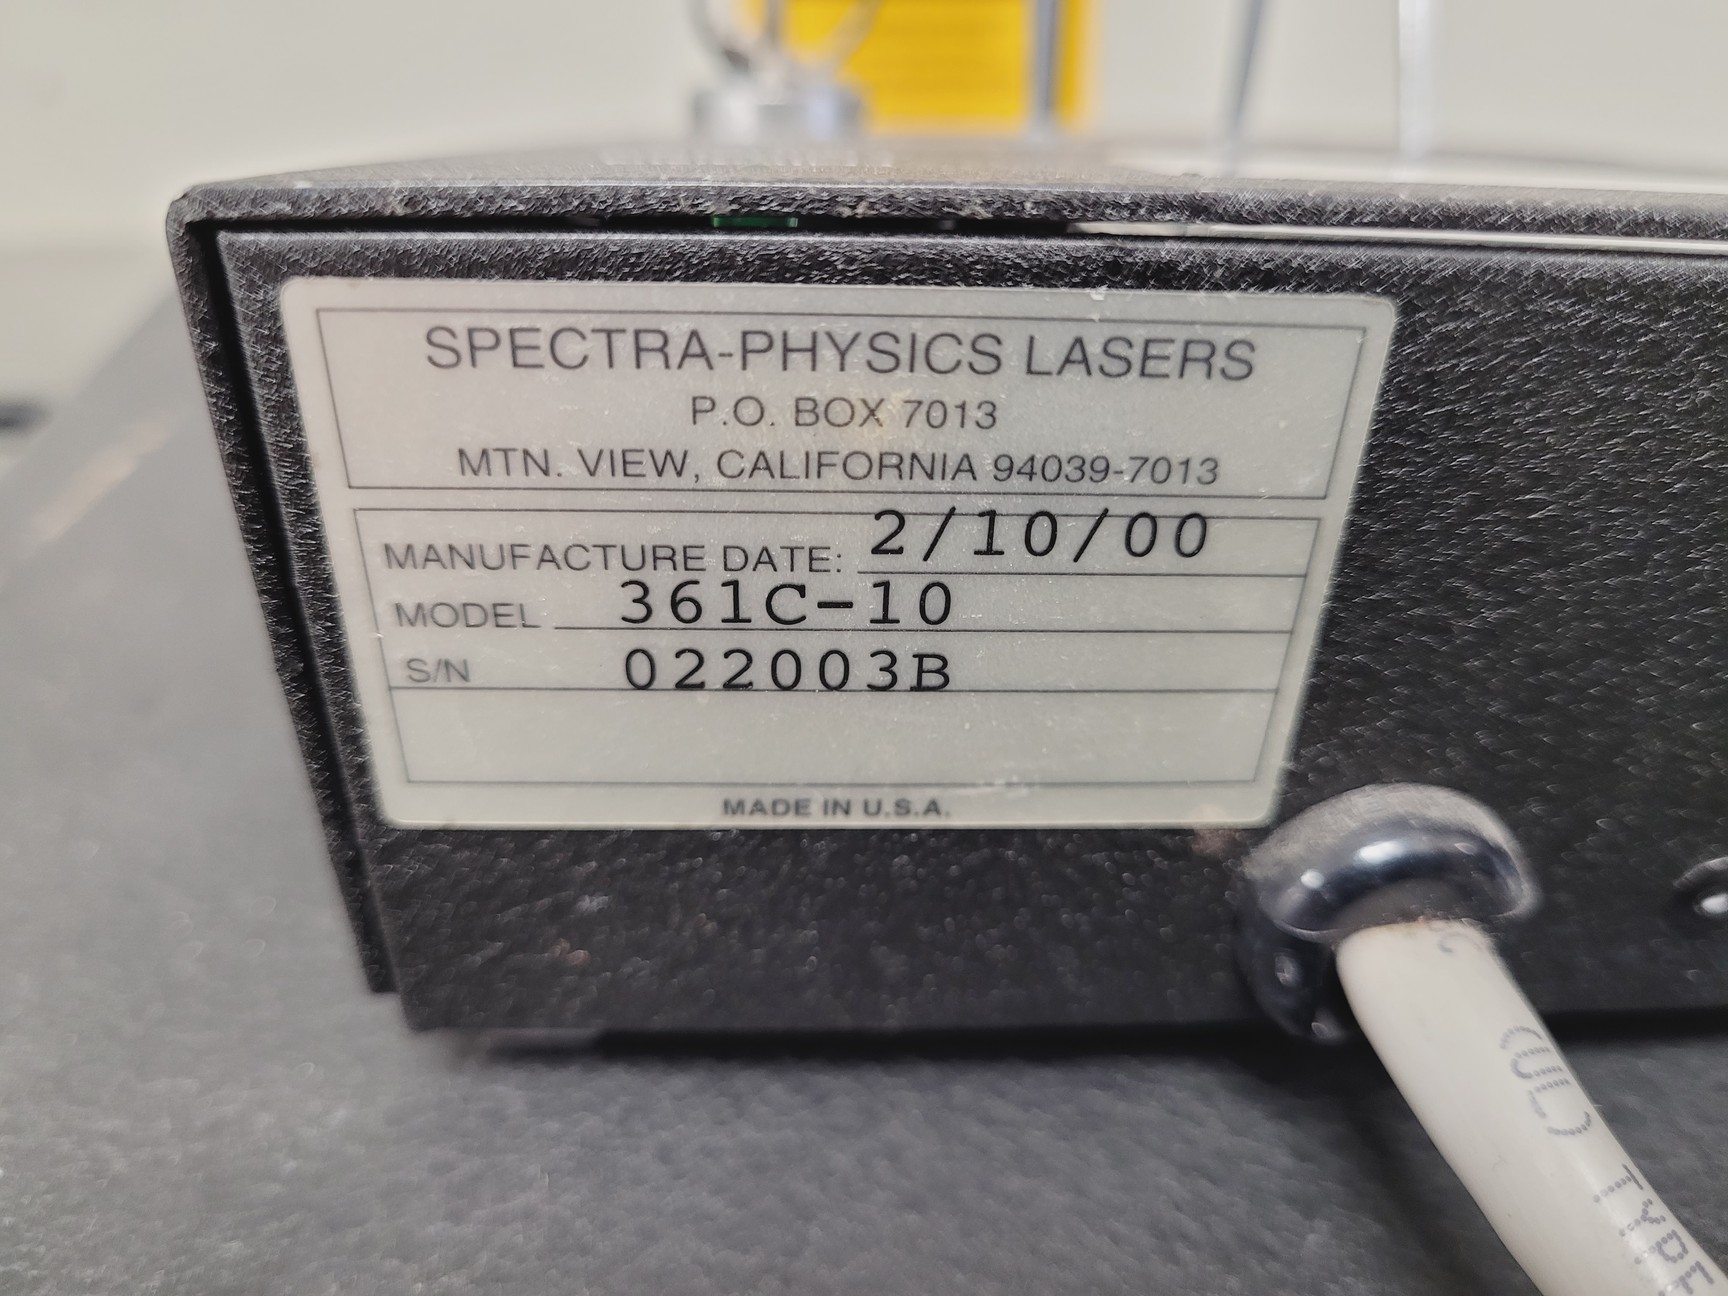 SPECTRA-PHYSICS LASERS
P.O. BOX 7013
MTN. VIEW, CALIFORNIA 94039-7013
MANUFACTURE DATE: 2/10/00
MODEL 361C-10
S/N 022003B
MADE IN U.S.A.